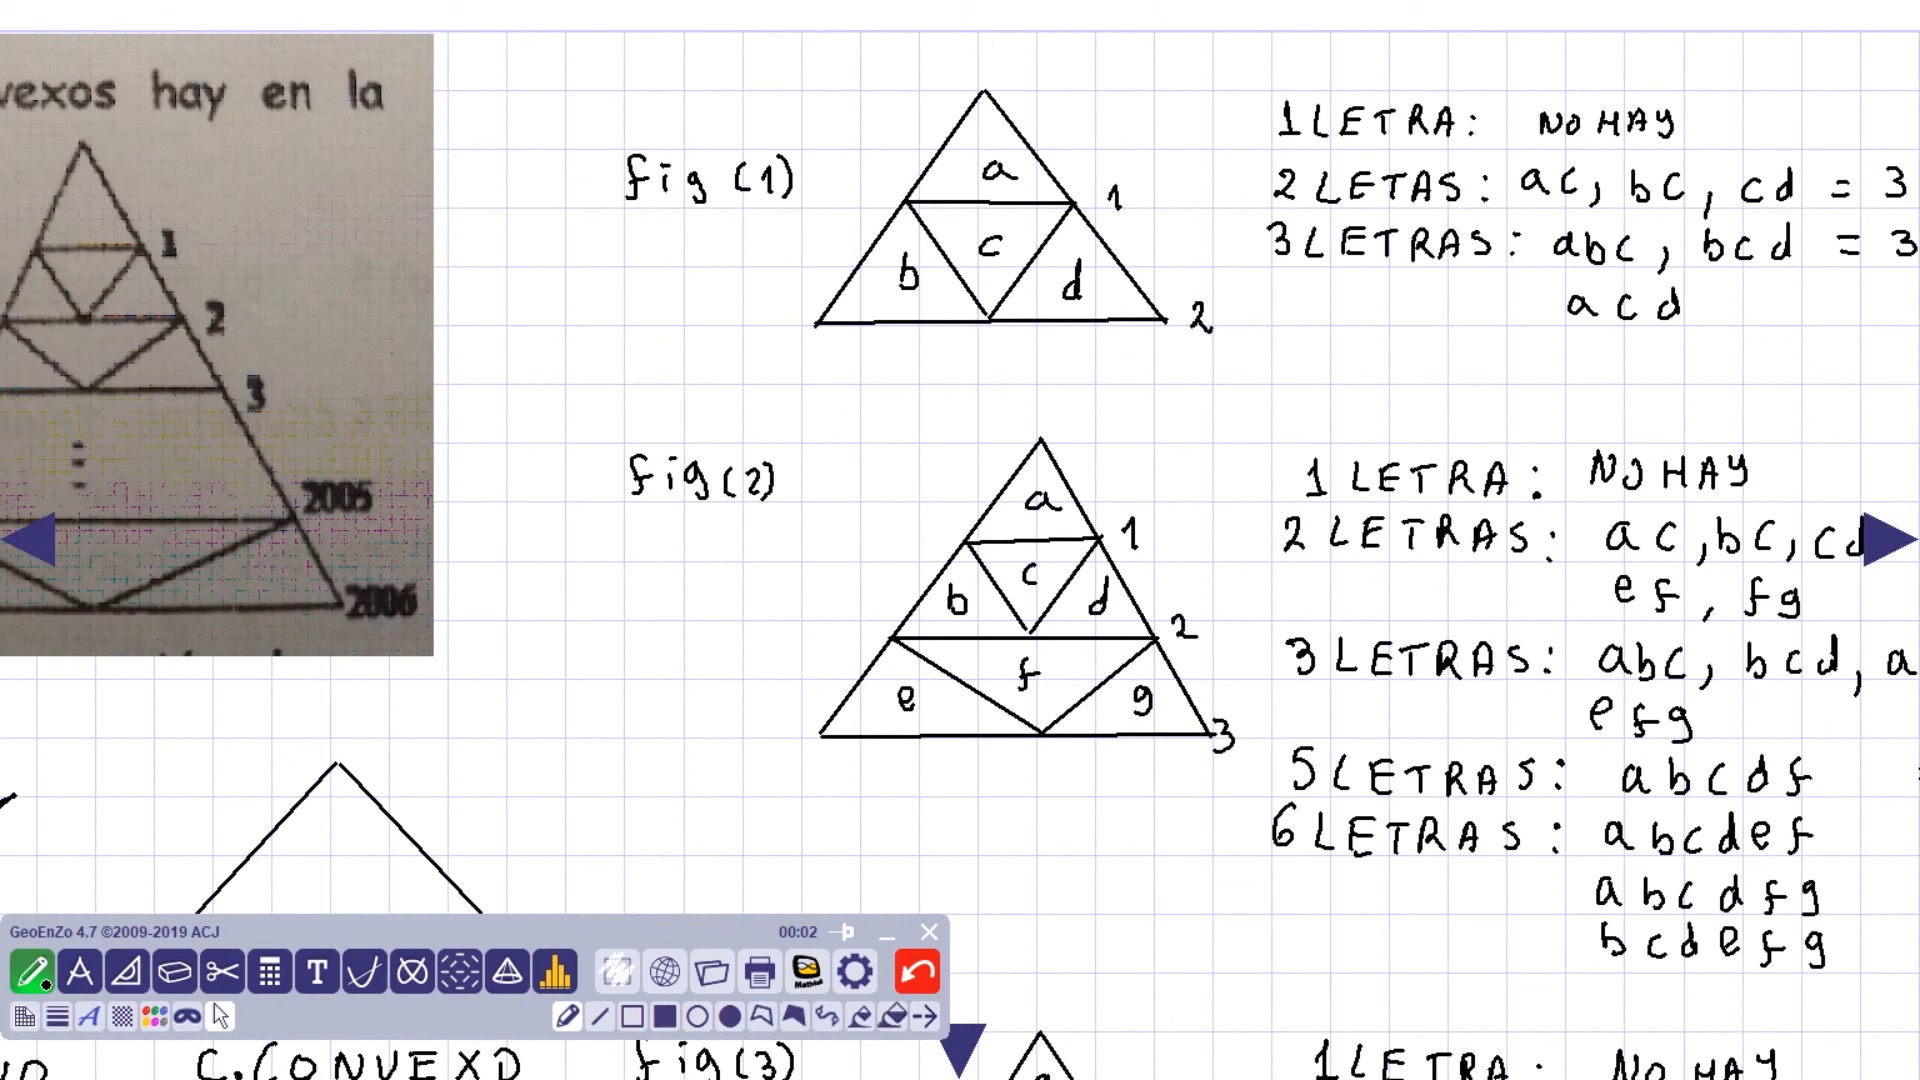 vexos hay en la
1
2
3
2005
2006
fig (1)
a
1
c
b
d
2
1 LETRA: NO HAY
2 LETAS: ac, bc, cd = 3
3 LETRAS: abc, bcd = 3
acd
fig(2)
a
1
c
b
d
2
f
e
g
3
1 LETRA: NO HAY
2 LETRAS: ac, bc, cd
ef, fg
3 LETRAS: abc, bcd, a
efg
5 LETRAS: abcdf
6 LETRAS: abcdef
abcdfg
bcdefg
GeoEnZo 4.7 ©2009-2019 ACJ 00:02
C. CONVEXO
fig(3)
1 LETRA: NO HAY